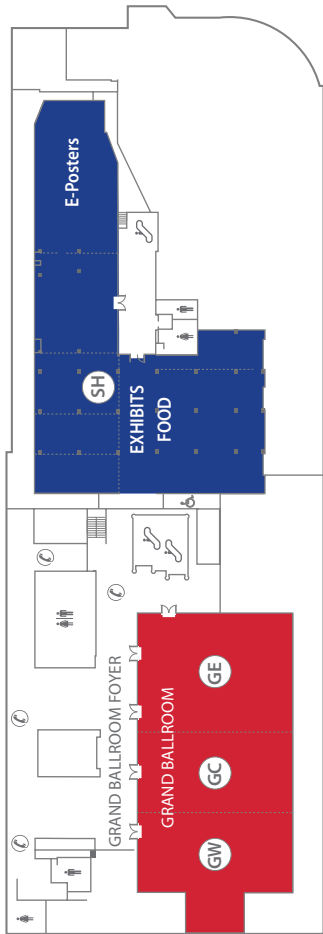 E-Posters
SH
EXHIBITS
FOOD
GRAND BALLROOM FOYER
GRAND BALLROOM
GW
GC
GE